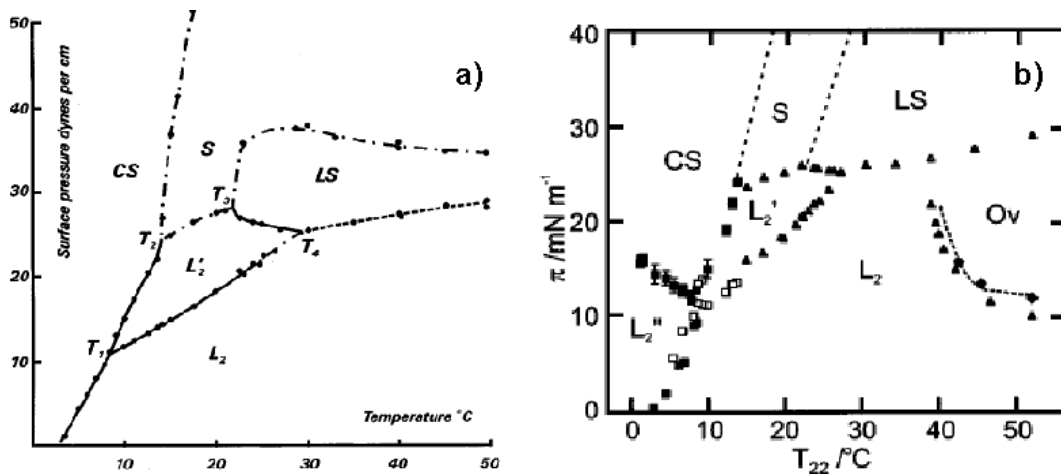 50
40
30
20
10
Surface pressure dynes per cm
a)
CS
S
LS
T₁
T₂
T₃
T₄
L₂'
L₂
Temperature °C
10
20
30
40
50
40
30
20
10
0
π /mN m⁻¹
b)
CS
S
LS
L₂'
Ov
L₂
L₂"
0
10
20
30
40
50
T₂₂ /°C